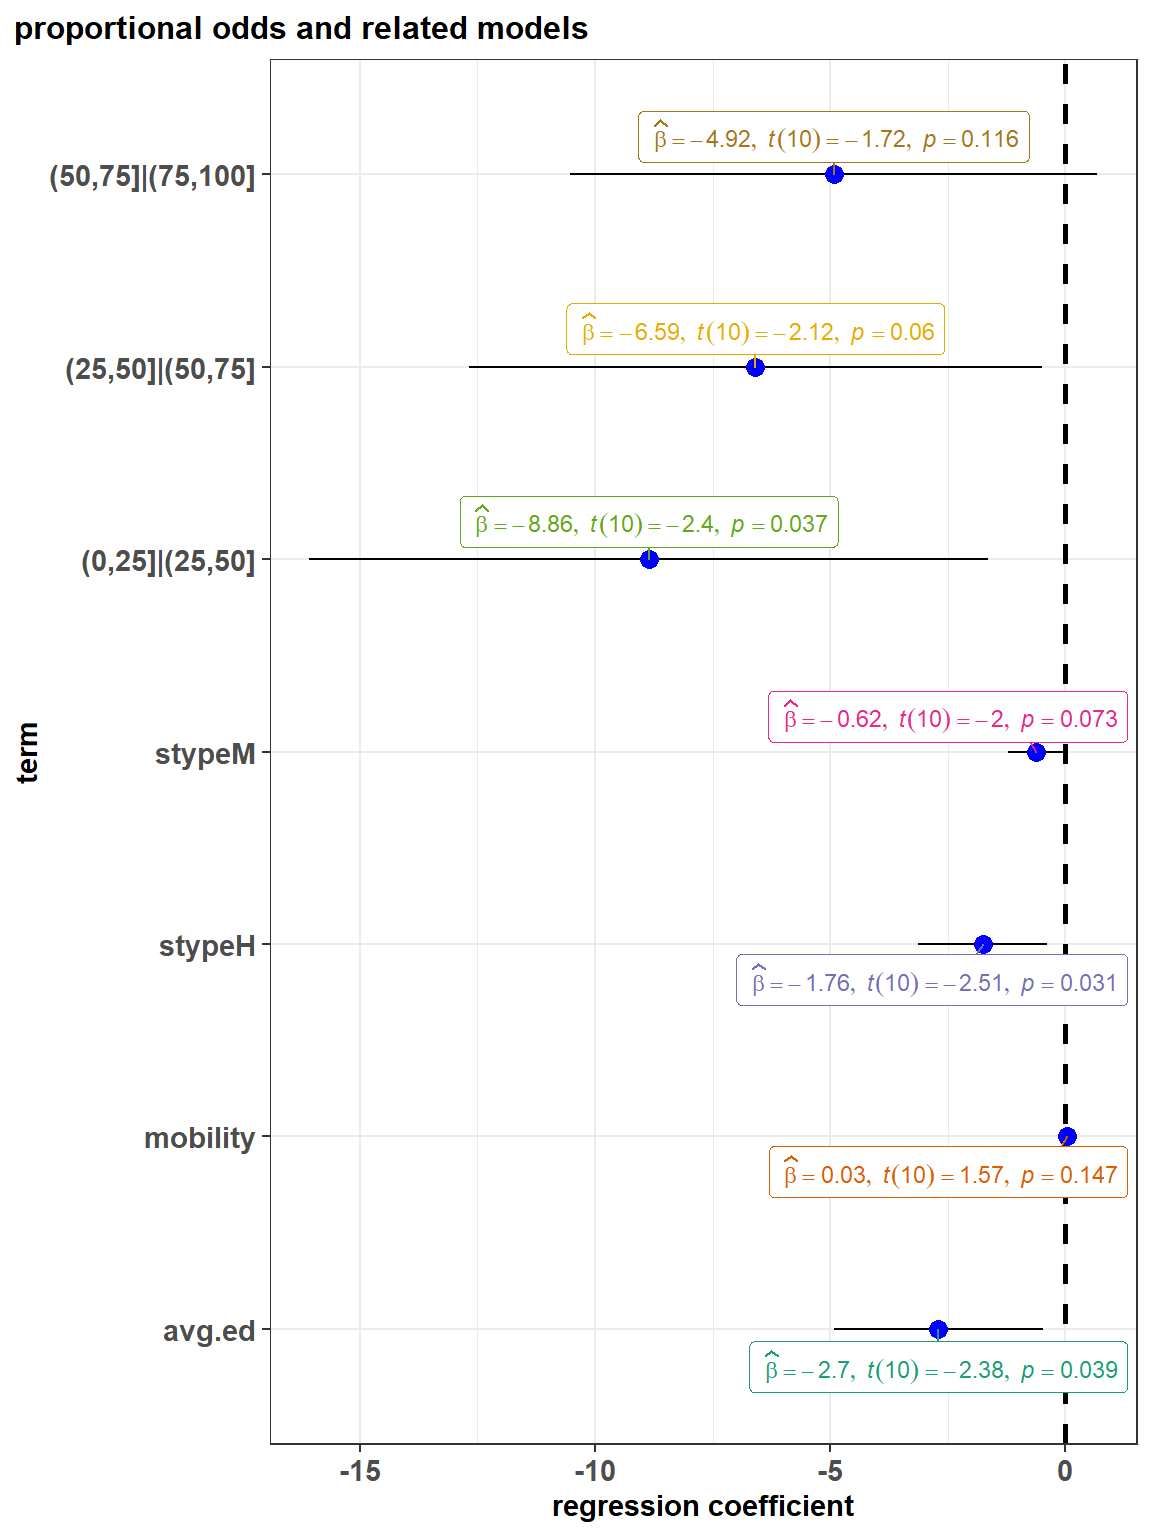 proportional odds and related models
(50,75]|(75,100]
β̂ = −4.92, t(10) = −1.72, p = 0.116
(25,50]|(50,75]
β̂ = −6.59, t(10) = −2.12, p = 0.06
(0,25]|(25,50]
β̂ = −8.86, t(10) = −2.4, p = 0.037
stypeM
β̂ = −0.62, t(10) = −2, p = 0.073
stypeH
β̂ = −1.76, t(10) = −2.51, p = 0.031
mobility
β̂ = 0.03, t(10) = 1.57, p = 0.147
avg.ed
β̂ = −2.7, t(10) = −2.38, p = 0.039
term
-15 -10 -5 0
regression coefficient